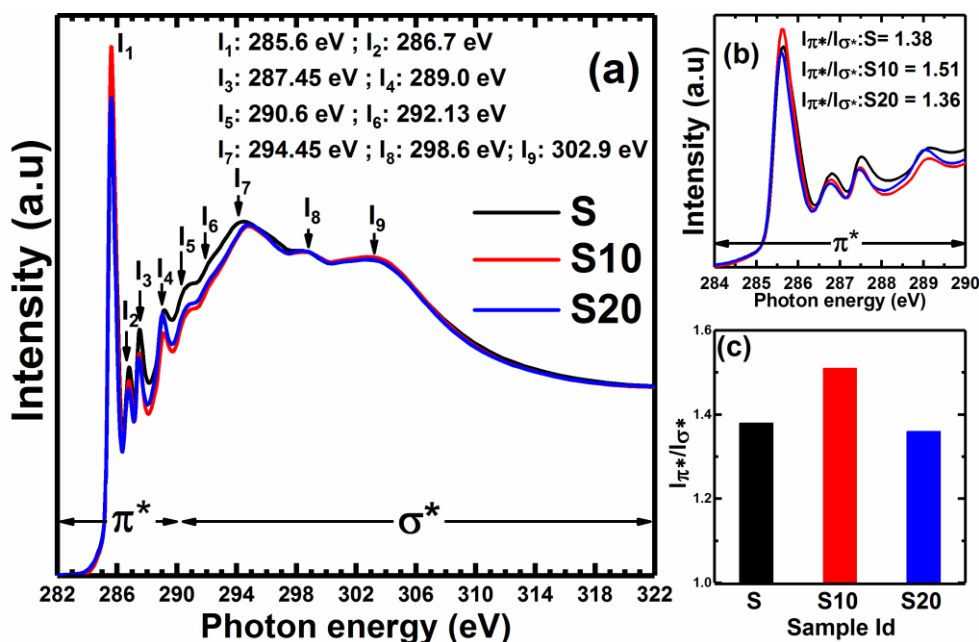 (a)
I₁
I₁: 285.6 eV ; I₂: 286.7 eV
I₃: 287.45 eV ; I₄: 289.0 eV
I₅: 290.6 eV ; I₆: 292.13 eV
I₇: 294.45 eV ; I₈: 298.6 eV; I₉: 302.9 eV
I₂
I₃
I₄
I₅
I₆
I₇
I₈
I₉
S
S10
S20
π*
σ*
Intensity (a.u)
282 286 290 294 298 302 306 310 314 318 322
Photon energy (eV)
(b)
Iπ*/Iσ*:S= 1.38
Iπ*/Iσ*:S10 = 1.51
Iπ*/Iσ*:S20 = 1.36
π*
Intensity (a.u)
284 285 286 287 288 289 290
Photon energy (eV)
(c)
Iπ*/Iσ*
1.6
1.4
1.2
1.0
S S10 S20
Sample Id